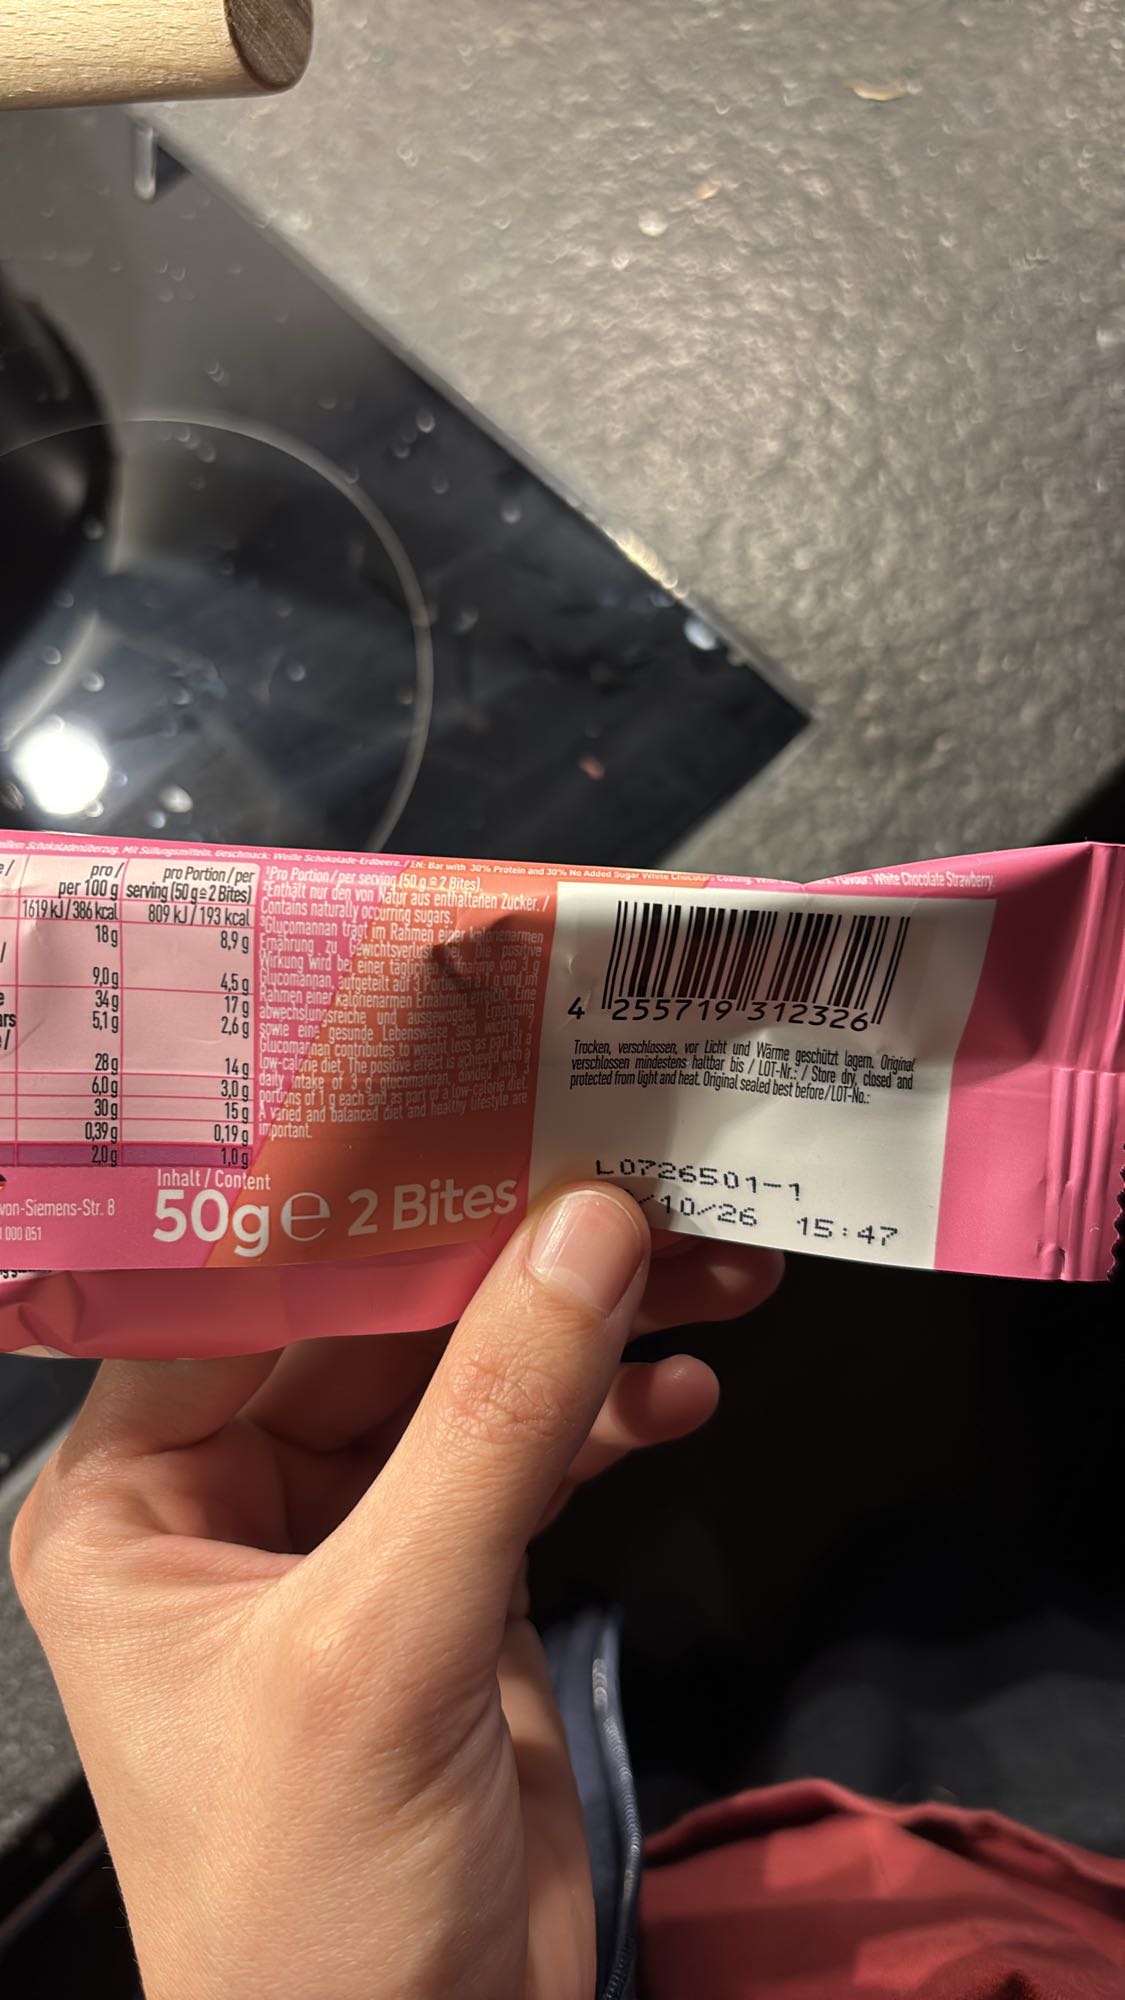 weißem Schokoladenüberzug. Mit Süßungsmitteln. Geschmack: Weiße Schokolade-Erdbeere. / EN: Bar with 30% Protein and 30% No Added Sugar White Chocolate Coating. Flavour: White Chocolate Strawberry.
pro /
per 100 g
pro Portion / per
serving (50 g ≙ 2 Bites)
1619 kJ / 386 kcal 809 kJ / 193 kcal
18 g 8,9 g
9,0 g 4,5 g
34 g 17 g
5,1 g 2,6 g
28 g 14 g
6,0 g 3,0 g
30 g 15 g
0,39 g 0,19 g
2,0 g 1,0 g
¹Pro Portion / per serving (50 g ≙ 2 Bites).
²Enthält nur den von Natur aus enthaltenen Zucker. /
Contains naturally occurring sugars.
³Glucomannan trägt im Rahmen einer kalorienarmen
Ernährung zu Gewichtsverlust bei. Die positive
Wirkung wird bei einer täglichen Einnahme von 3 g
Glucomannan, aufgeteilt auf 3 Portionen à 1 g und im
Rahmen einer kalorienarmen Ernährung erreicht. Eine
abwechslungsreiche und ausgewogene Ernährung
sowie eine gesunde Lebensweise sind wichtig. /
Glucomannan contributes to weight loss as part of a
low-calorie diet. The positive effect is achieved with a
daily intake of 3 g glucomannan, divided into 3
portions of 1 g each and as part of a low-calorie diet.
A varied and balanced diet and healthy lifestyle are
important.
von-Siemens-Str. 8
000 051
Inhalt / Content
50g e 2 Bites
4 255719 312326
Trocken, verschlossen, vor Licht und Wärme geschützt lagern. Original
verschlossen mindestens haltbar bis / LOT-Nr.: / Store dry, closed and
protected from light and heat. Original sealed best before/LOT-No.:
L0726501-1
/10/26 15:47